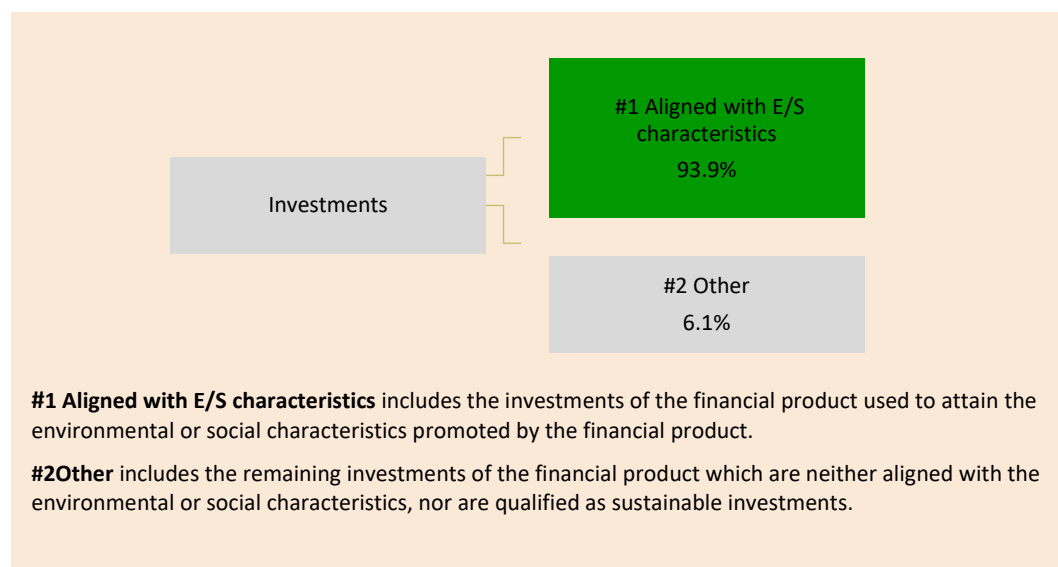 #1 Aligned with E/S
characteristics
93.9%
Investments
#2 Other
6.1%
#1 Aligned with E/S characteristics includes the investments of the financial product used to attain the
environmental or social characteristics promoted by the financial product.
#2Other includes the remaining investments of the financial product which are neither aligned with the
environmental or social characteristics, nor are qualified as sustainable investments.